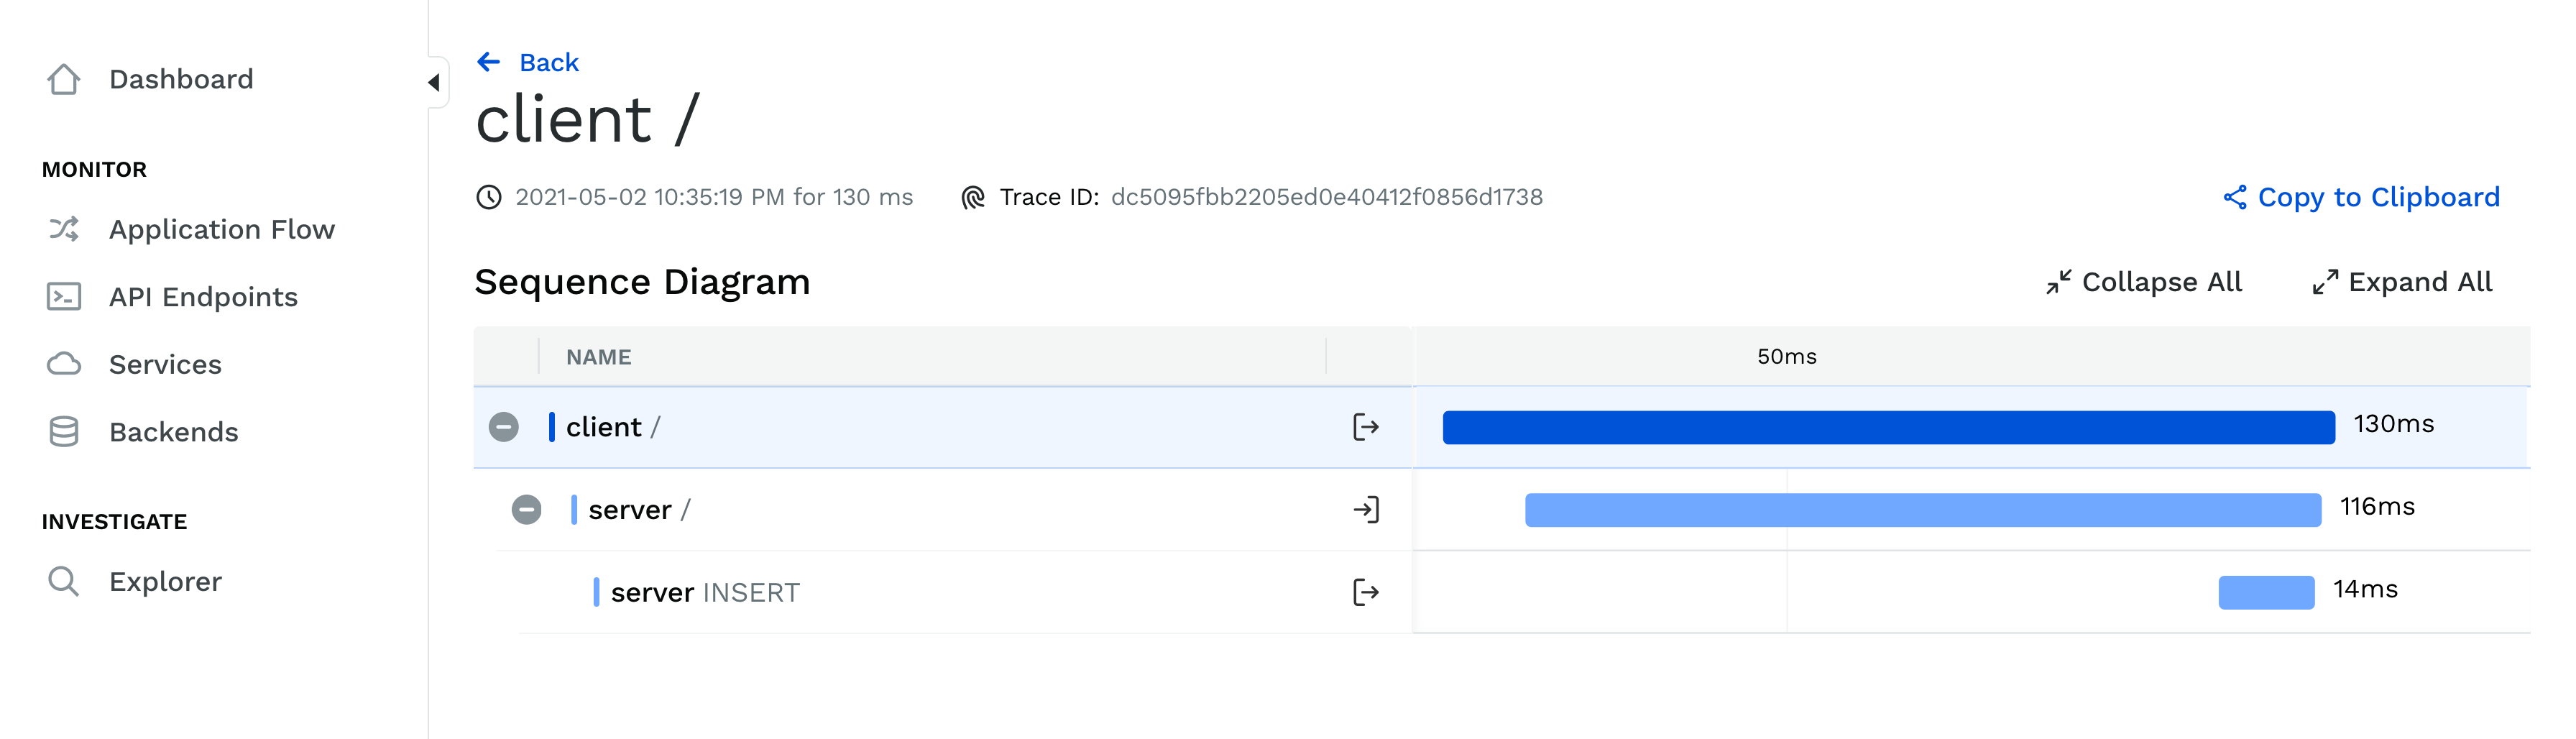 Dashboard
MONITOR
Application Flow
API Endpoints
Services
Backends
INVESTIGATE
Explorer
Back
client /
2021-05-02 10:35:19 PM for 130 ms Trace ID: dc5095fbb2205ed0e40412f0856d1738 Copy to Clipboard
Sequence Diagram Collapse All Expand All
NAME 50ms
client / 130ms
server / 116ms
server INSERT 14ms